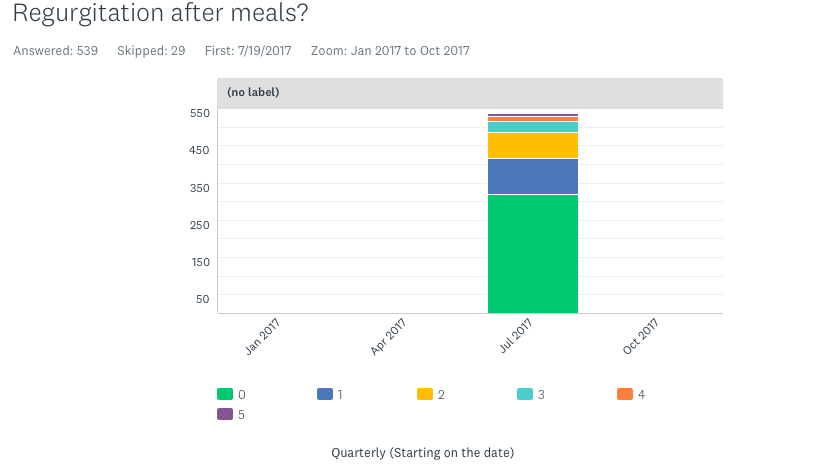 Regurgitation after meals?
Answered: 539 Skipped: 29 First: 7/19/2017 Zoom: Jan 2017 to Oct 2017
(no label)
550
450
350
250
150
50
Jan 2017 Apr 2017 Jul 2017 Oct 2017
0 1 2 3 4
5
Quarterly (Starting on the date)